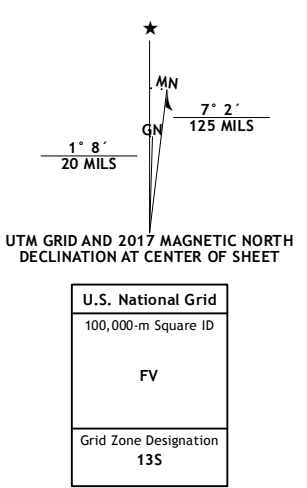 ★
MN
7° 2´
125 MILS
GN
1° 8´
20 MILS
UTM GRID AND 2017 MAGNETIC NORTH
DECLINATION AT CENTER OF SHEET
U.S. National Grid
100,000-m Square ID
FV
Grid Zone Designation
13S